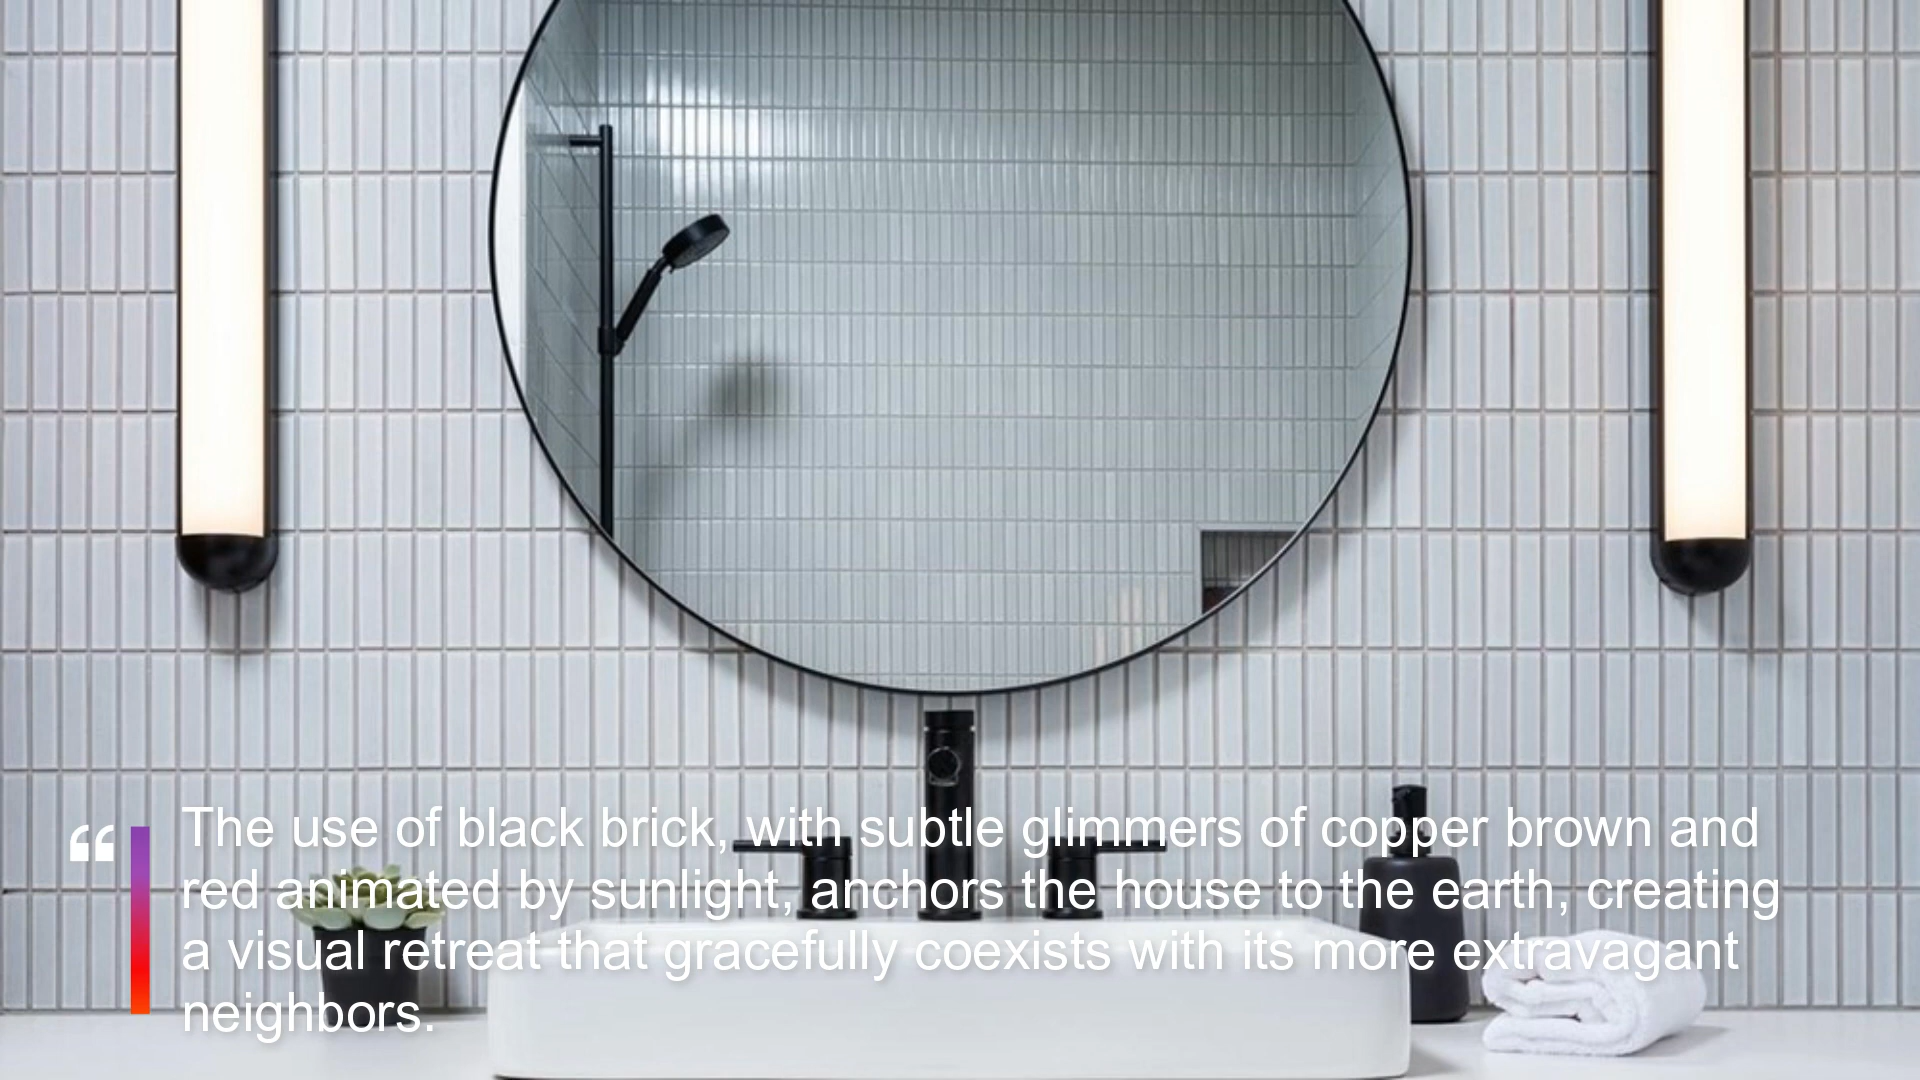 “
The use of black brick, with subtle glimmers of copper brown and
red animated by sunlight, anchors the house to the earth, creating
a visual retreat that gracefully coexists with its more extravagant
neighbors.